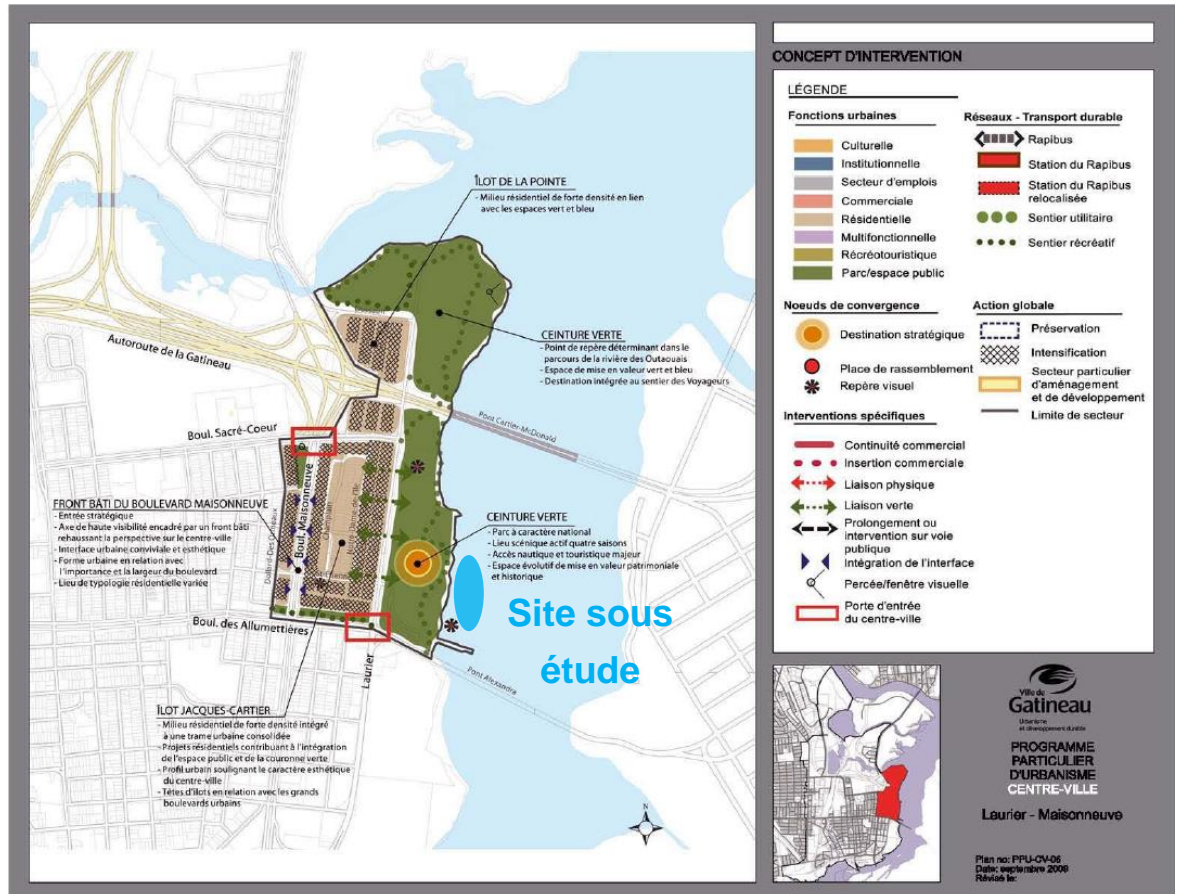 CONCEPT D'INTERVENTION
LÉGENDE
Fonctions urbaines
Culturelle
Institutionnelle
Secteur d'emplois
Commerciale
Résidentielle
Multifonctionnelle
Récréotouristique
Parc/espace public
Réseaux - Transport durable
Rapibus
Station du Rapibus
Station du Rapibus
relocalisée
Sentier utilitaire
Sentier récréatif
Noeuds de convergence
Destination stratégique
Place de rassemblement
Repère visuel
Action globale
Préservation
Intensification
Secteur particulier
d'aménagement
et de développement
Limite de secteur
Interventions spécifiques
Continuité commercial
Insertion commerciale
Liaison physique
Liaison verte
Prolongement ou
intervention sur voie
publique
Intégration de l'interface
Percée/fenêtre visuelle
Porte d'entrée
du centre-ville
ÎLOT DE LA POINTE
- Milieu résidentiel de forte densité en lien
avec les espaces vert et bleu
CEINTURE VERTE
- Point de repère déterminant dans le
parcours de la rivière des Outaouais
- Espace de mise en valeur vert et bleu
- Destination intégrée au sentier des Voyageurs
Autoroute de la Gatineau
Pont Cartier-McDonald
Boul. Sacré-Coeur
FRONT BÂTI DU BOULEVARD MAISONNEUVE
- Entrée stratégique
- Axe de haute visibilité encadré par un front bâti
rehaussant la perspective sur le centre-ville
- Interface urbaine conviviale et esthétique
- Forme urbaine en relation avec
l'importance et la largeur du boulevard
- Lieu de typologie résidentielle variée
Boul. Maisonneuve
Champlain
Notre-Dame-de-l'Île
CEINTURE VERTE
- Parc à caractère national
- Lieu scénique actif quatre saisons
- Accès nautique et touristique majeur
- Espace évolutif de mise en valeur patrimoniale
et historique
Site sous
étude
Boul. des Allumettières
Laurier
Pont Alexandra
ÎLOT JACQUES-CARTIER
- Milieu résidentiel de forte densité intégré
à une trame urbaine consolidée
- Projets résidentiels contribuant à l'intégration
de l'espace public et de la couronne verte
- Profil urbain soulignant le caractère esthétique
du centre-ville
- Têtes d'îlots en relation avec les grands
boulevards urbains
N
Ville de
Gatineau
Urbanisme
et développement durable
PROGRAMME
PARTICULIER
D'URBANISME
CENTRE-VILLE
Laurier - Maisonneuve
Plan no: PPU-CV-06
Date: septembre 2008
Révisé le: